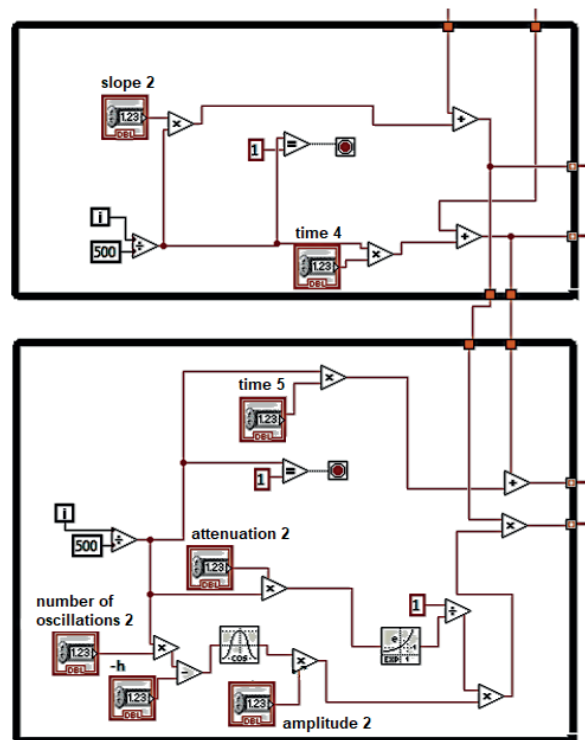 slope 2
1.23
DBL
×
+
1
=
i
500
÷
time 4
1.23
DBL
×
+
time 5
1.23
DBL
×
1
=
+
i
500
÷
×
attenuation 2
1.23
DBL
×
number of
oscillations 2
1.23
DBL
×
-h
1.23
DBL
-
COS
×
1.23
DBL
amplitude 2
e
EXP
1
÷
×